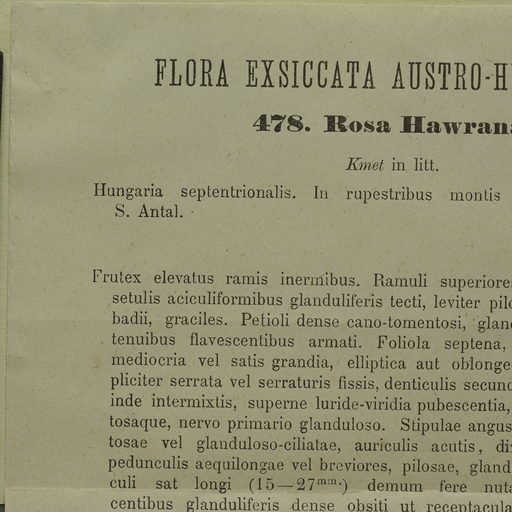 FLORA EXSICCATA AUSTRO-H
478. Rosa Hawran
Kmet in litt.
Hungaria septentrionalis. In rupestribus montis
S. Antal.
Frutex elevatus ramis inermibus. Ramuli superiores
setulis aciculiformibus glanduliferis tecti, leviter pilo
badii, graciles. Petioli dense cano-tomentosi, gland
tenuibus flavescentibus armati. Foliola septena,
mediocria vel satis grandia, elliptica aut oblonge
pliciter serrata vel serraturis fissis, denticulis secund
inde intermixtis, superne luride-viridia pubescentia,
tosaque, nervo primario glanduloso. Stipulae angus
tosae vel glanduloso-ciliatae, auriculis acutis, di
pedunculis aequilongae vel breviores, pilosae, gland
culi sat longi (15—27m.m.) demum fere nuta
centibus glanduliferis dense obsiti ut receptacula